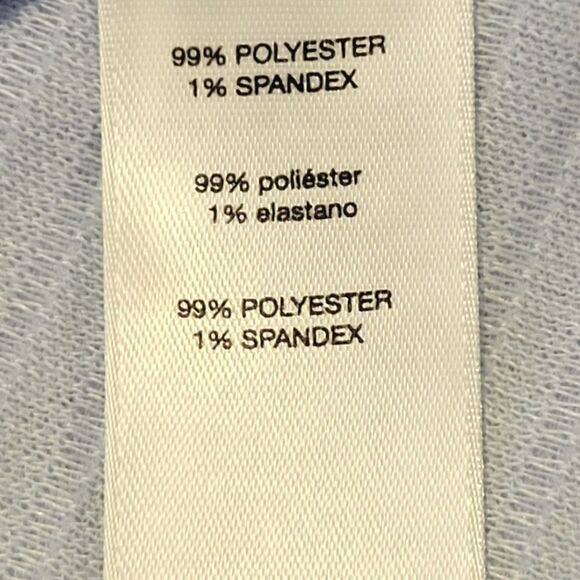 99% POLYESTER
1% SPANDEX
99% poliéster
1% elastano
99% POLYESTER
1% SPANDEX